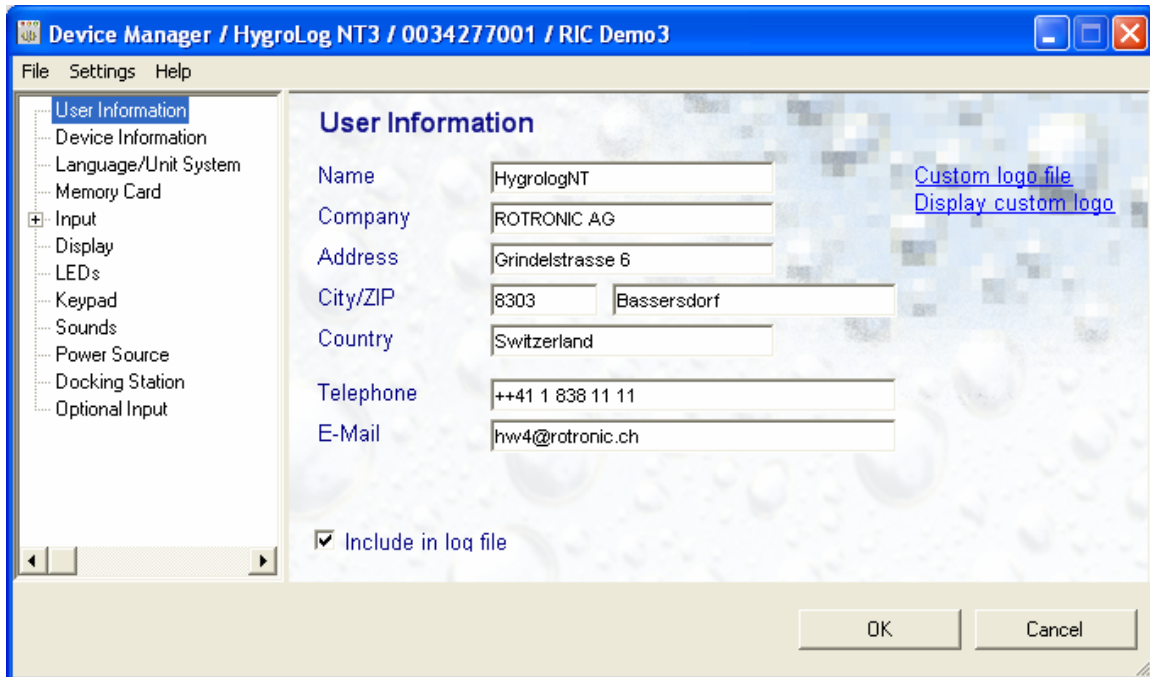 Device Manager / HygroLog NT3 / 0034277001 / RIC Demo3
File Settings Help
User Information
Device Information
Language/Unit System
Memory Card
Input
Display
LEDs
Keypad
Sounds
Power Source
Docking Station
Optional Input
User Information
Name HygrologNT
Company ROTRONIC AG
Address Grindelstrasse 6
City/ZIP 8303 Bassersdorf
Country Switzerland
Telephone ++41 1 838 11 11
E-Mail hw4@rotronic.ch
Custom logo file
Display custom logo
Include in log file
OK Cancel